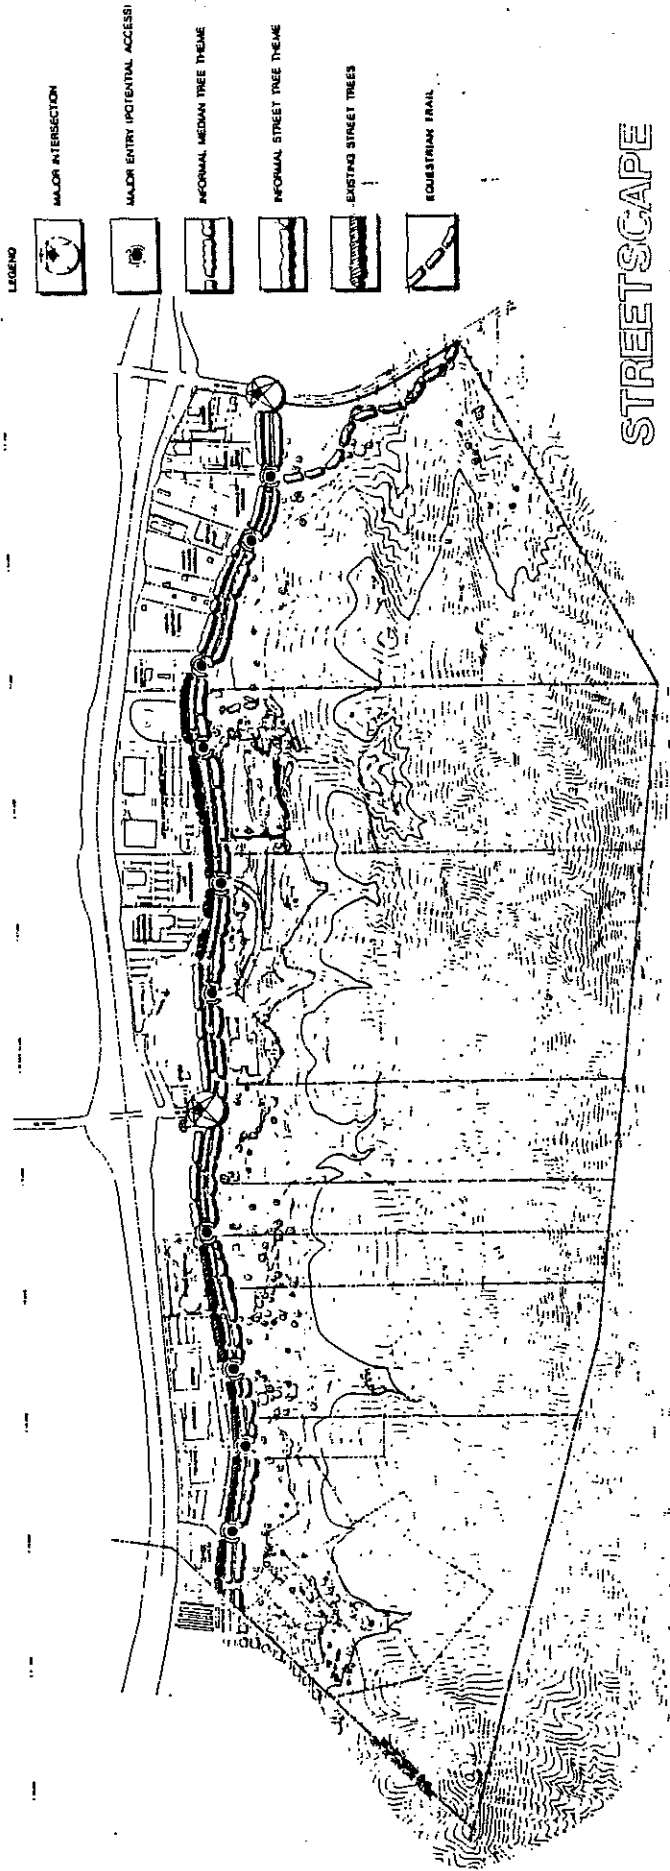 LEGEND
MAJOR INTERSECTION
MAJOR ENTRY (POTENTIAL ACCESS)
INFORMAL MEDIAN TREE THEME
INFORMAL STREET TREE THEME
EXISTING STREET TREES
EQUESTRIAN TRAIL
STREETSCAPE